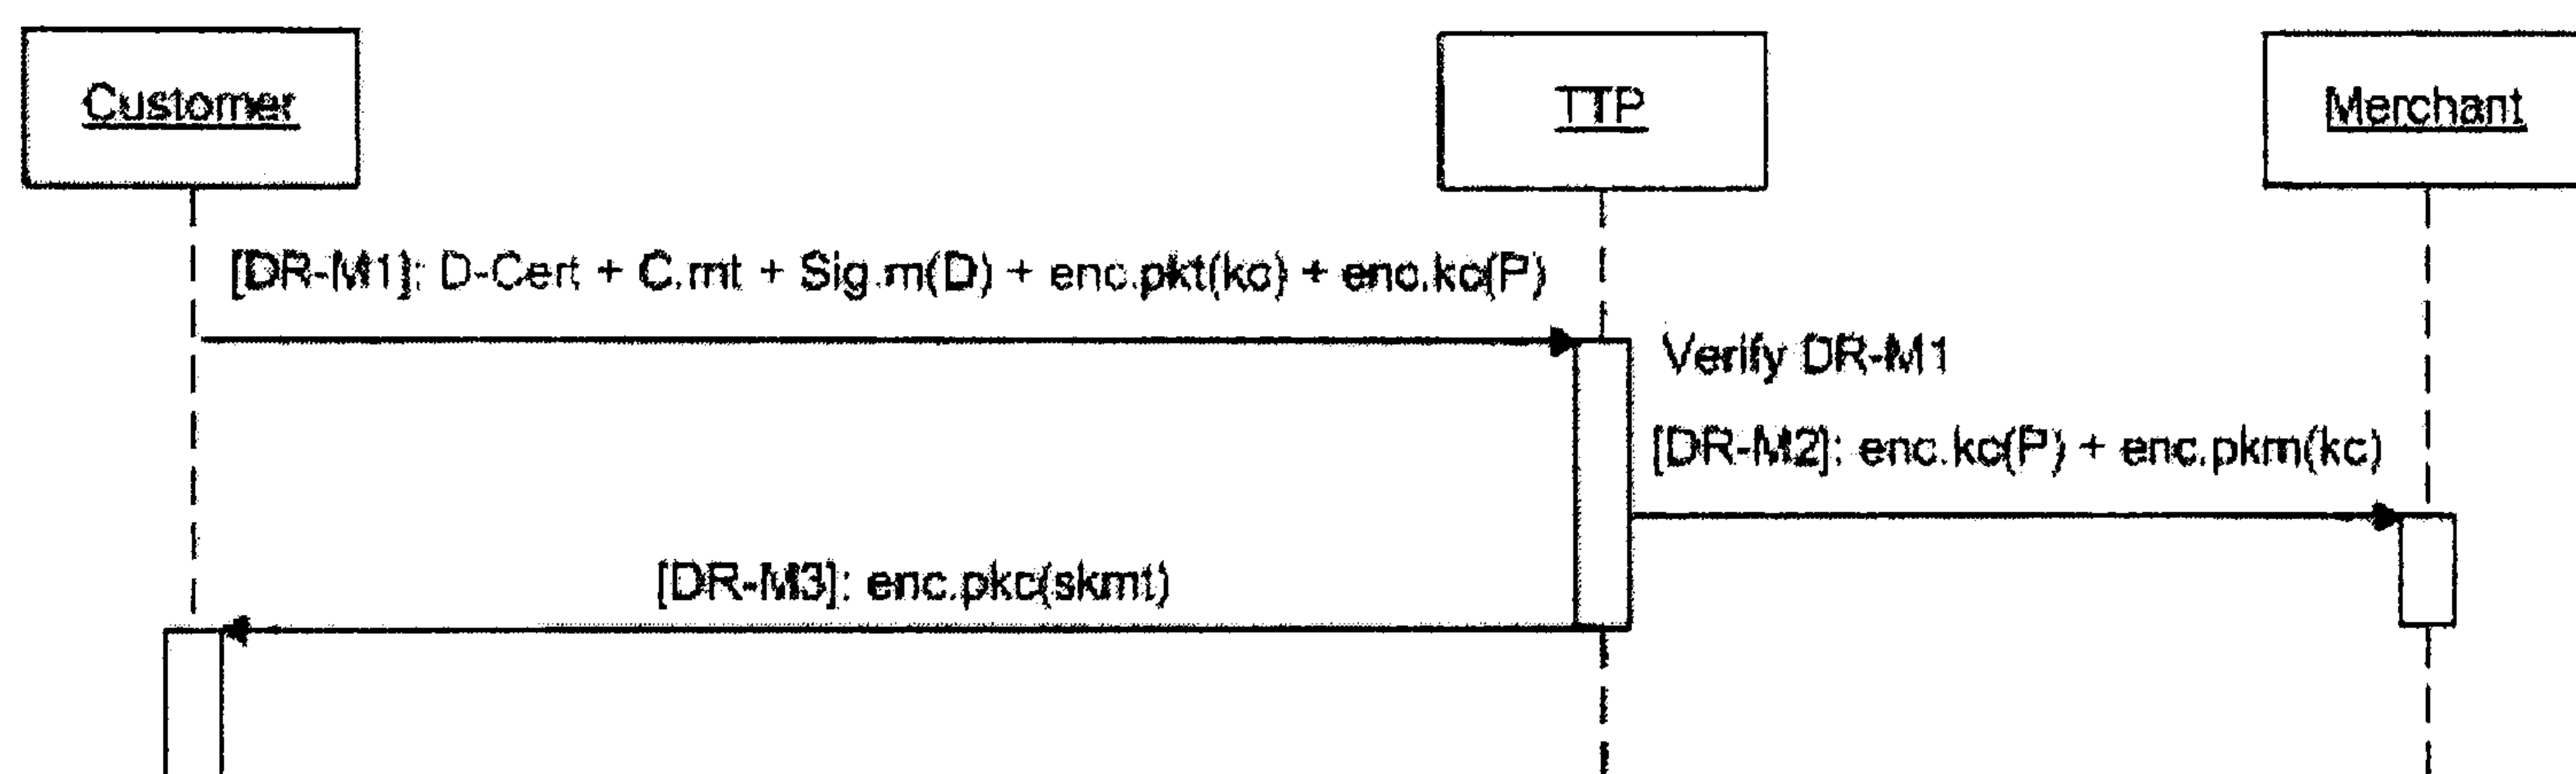 Customer
TTP
Merchant
[DR-M1]: D-Cert + C.mt + Sig.m(D) + enc.pkt(kc) + enc.kc(P)
Verify DR-M1
[DR-M2]: enc.kc(P) + enc.pkm(kc)
[DR-M3]: enc.pkc(skmt)